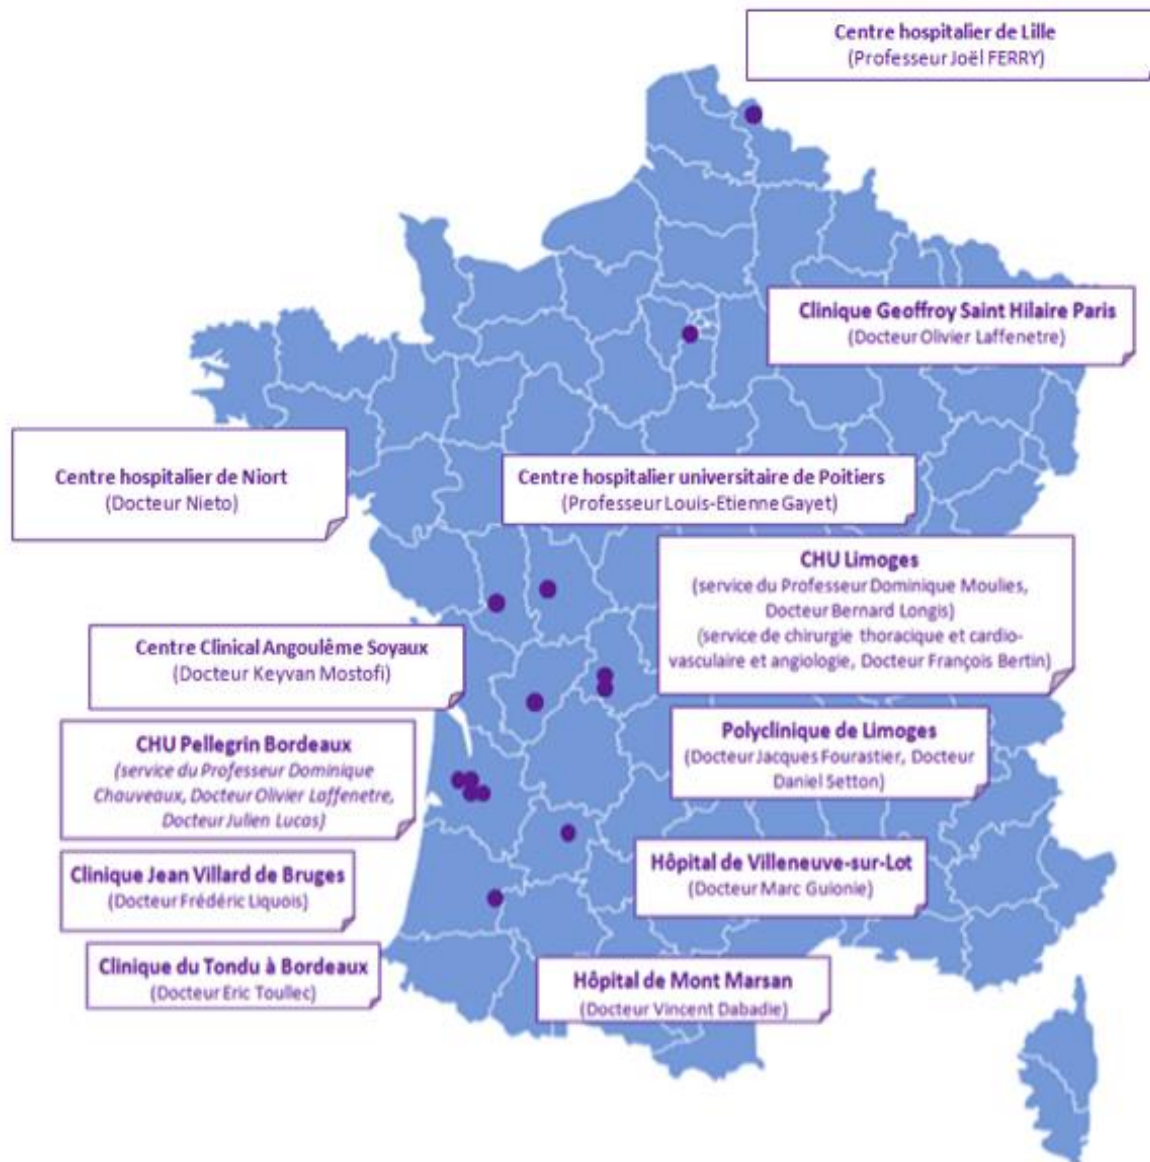 Centre hospitalier de Lille
(Professeur Joël FERRY)
Clinique Geoffroy Saint Hilaire Paris
(Docteur Olivier Laffenetre)
Centre hospitalier de Niort
(Docteur Nieto)
Centre hospitalier universitaire de Poitiers
(Professeur Louis-Etienne Gayet)
CHU Limoges
(service du Professeur Dominique Moulies,
Docteur Bernard Longis)
(service de chirurgie thoracique et cardio-
vasculaire et angiologie, Docteur François Bertin)
Centre Clinical Angoulême Soyaux
(Docteur Keyvan Mostofi)
Polyclinique de Limoges
(Docteur Jacques Fourastier, Docteur
Daniel Setton)
CHU Pellegrin Bordeaux
(service du Professeur Dominique
Chauveaux, Docteur Olivier Laffenetre,
Docteur Julien Lucas)
Hôpital de Villeneuve-sur-Lot
(Docteur Marc Guionie)
Clinique Jean Villard de Bruges
(Docteur Frédéric Liquois)
Clinique du Tondu à Bordeaux
(Docteur Eric Toullec)
Hôpital de Mont Marsan
(Docteur Vincent Dabadie)